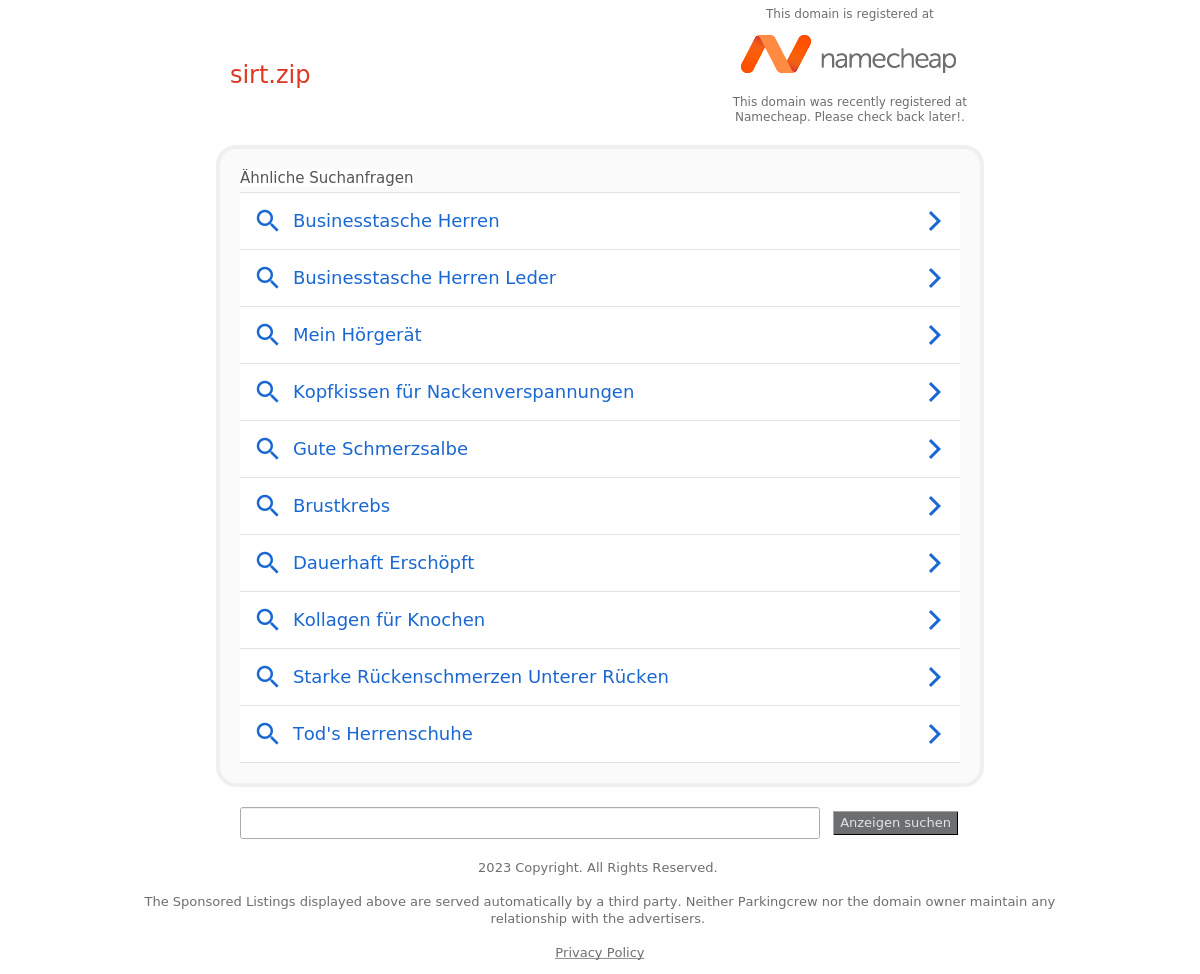 This domain is registered at
namecheap
sirt.zip
This domain was recently registered at
Namecheap. Please check back later!.
Ähnliche Suchanfragen
Businesstasche Herren
Businesstasche Herren Leder
Mein Hörgerät
Kopfkissen für Nackenverspannungen
Gute Schmerzsalbe
Brustkrebs
Dauerhaft Erschöpft
Kollagen für Knochen
Starke Rückenschmerzen Unterer Rücken
Tod's Herrenschuhe
Anzeigen suchen
2023 Copyright. All Rights Reserved.
The Sponsored Listings displayed above are served automatically by a third party. Neither Parkingcrew nor the domain owner maintain any
relationship with the advertisers.
Privacy Policy